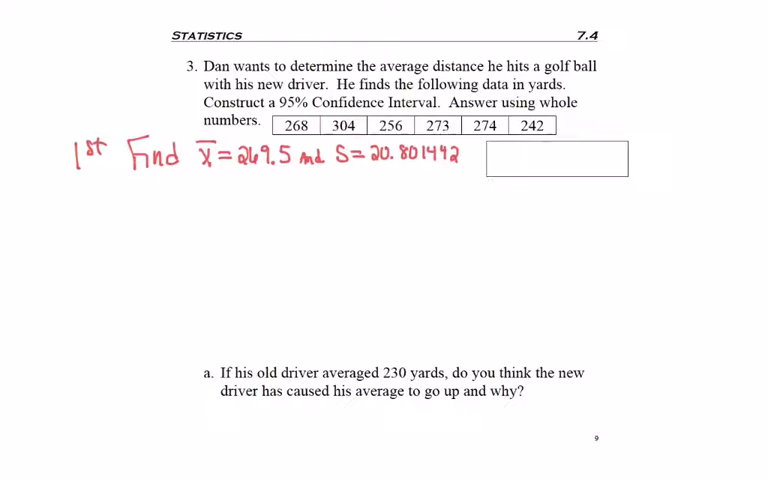 STATISTICS 7.4
3. Dan wants to determine the average distance he hits a golf ball
with his new driver. He finds the following data in yards.
Construct a 95% Confidence Interval. Answer using whole
numbers. 268 304 256 273 274 242
1st Find x̄ = 269.5 and S = 20.801442
a. If his old driver averaged 230 yards, do you think the new
driver has caused his average to go up and why?
9